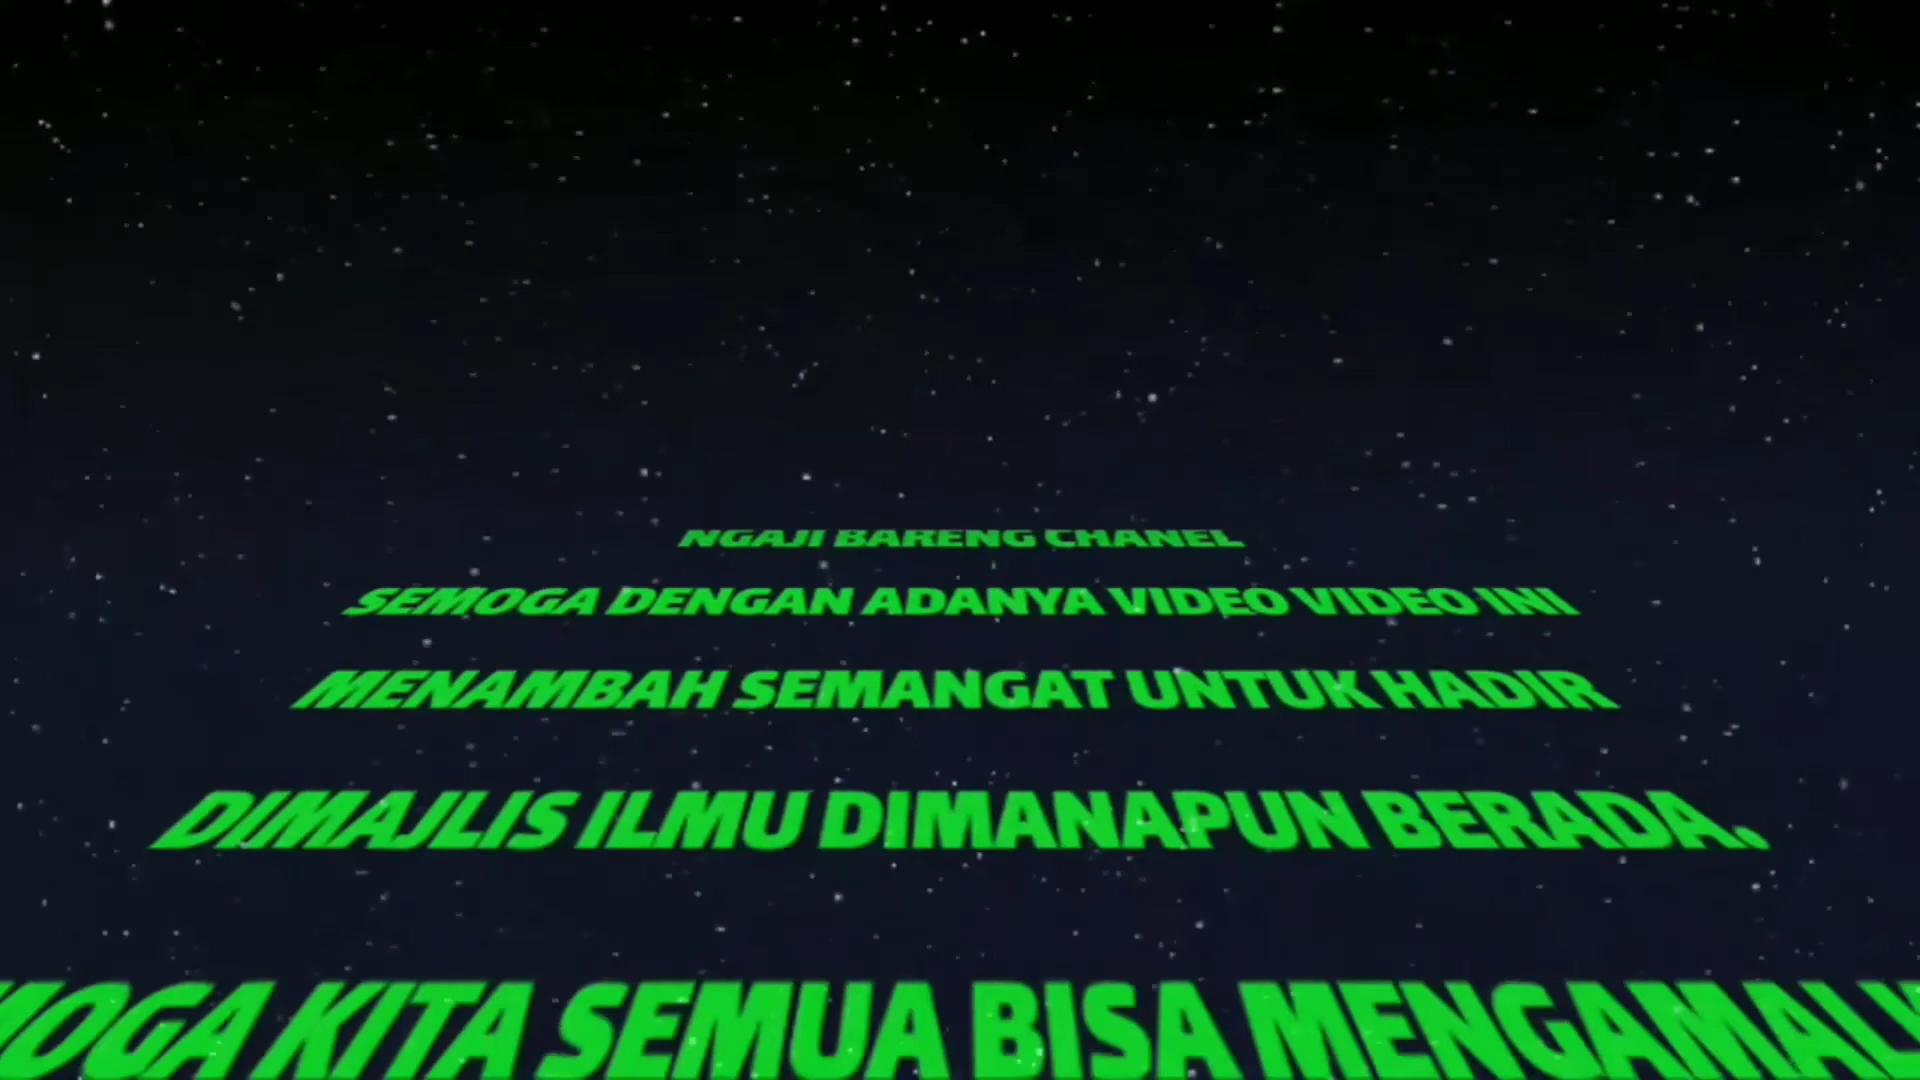 NGAJI BARENG CHANEL
SEMOGA DENGAN ADANYA VIDEO VIDEO INI
MENAMBAH SEMANGAT UNTUK HADIR
DIMAJLIS ILMU DIMANAPUN BERADA.
KITA SEMUA BISA